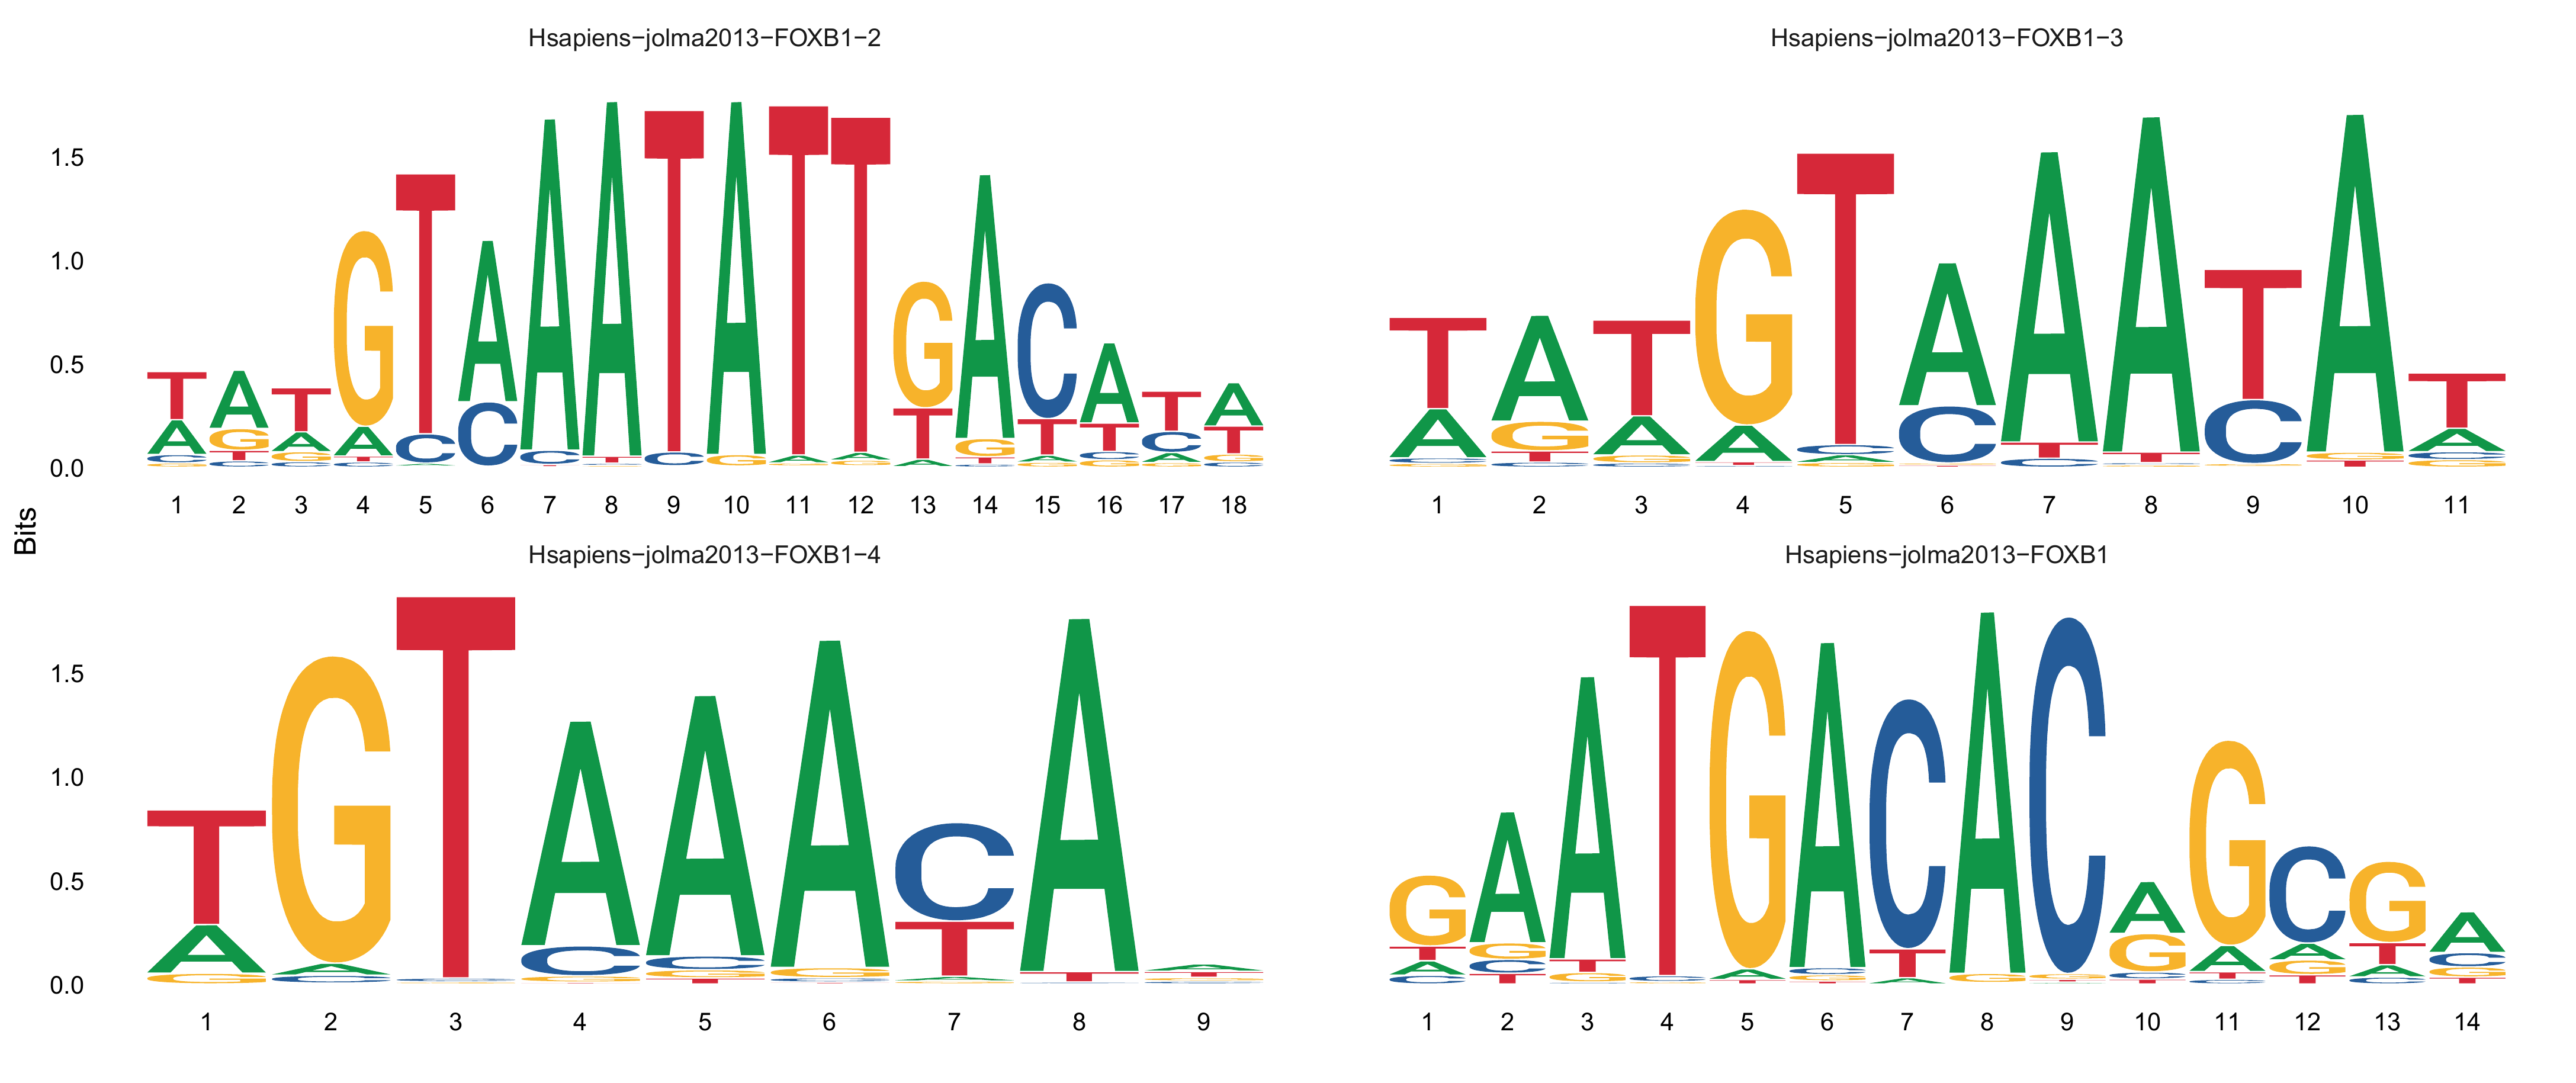 Hsapiens−jolma2013−FOXB1−2
Hsapiens−jolma2013−FOXB1−3
1.5
1.0
0.5
0.0
TATGTAAATATTGACATA
TATGTAAATAT
1 2 3 4 5 6 7 8 9 10 11 12 13 14 15 16 17 18
1 2 3 4 5 6 7 8 9 10 11
Bits
Hsapiens−jolma2013−FOXB1−4
Hsapiens−jolma2013−FOXB1
1.5
1.0
0.5
0.0
TGTAAACAA
GAATGACACAGCGA
1 2 3 4 5 6 7 8 9
1 2 3 4 5 6 7 8 9 10 11 12 13 14